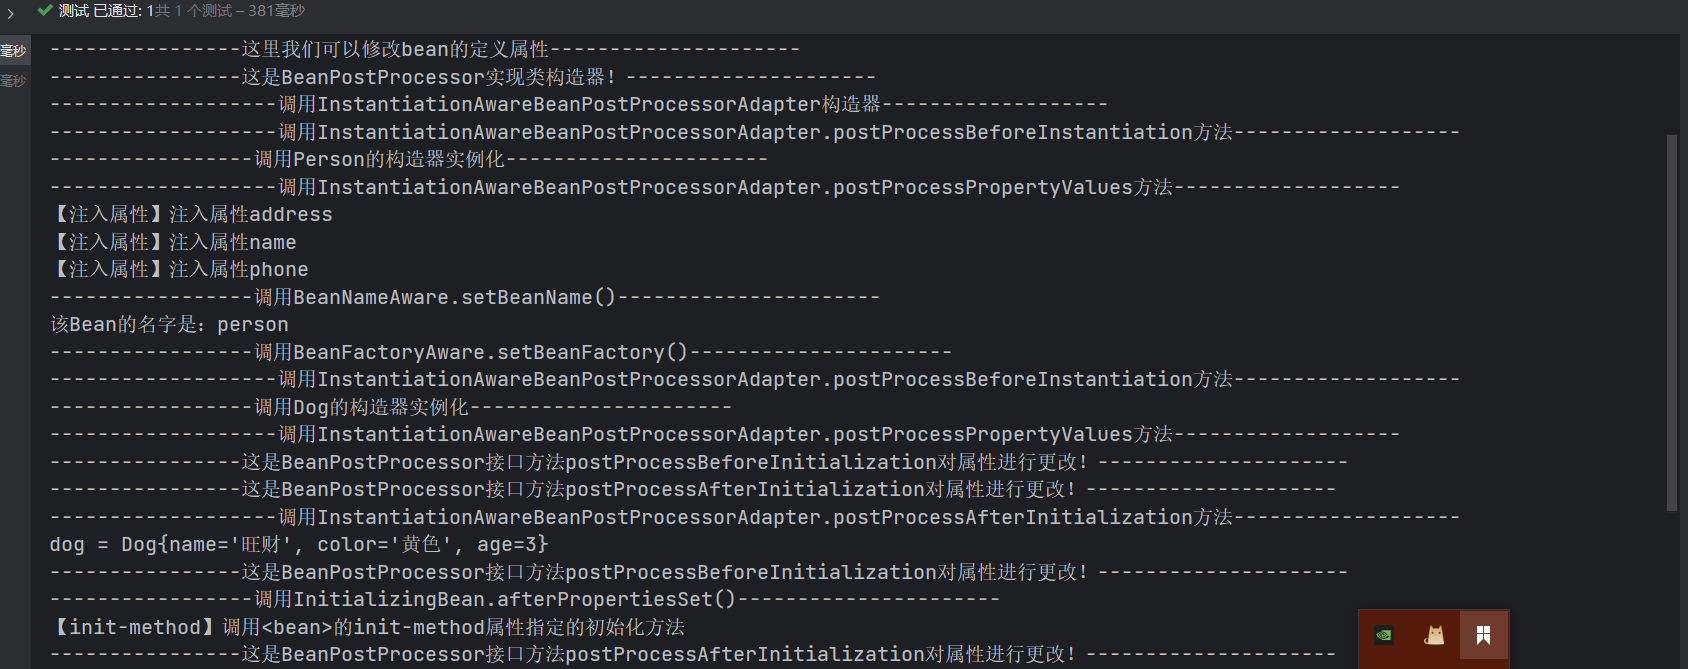 测试 已通过: 1共 1 个测试 – 381毫秒
毫秒
毫秒
----------------这里我们可以修改bean的定义属性---------------------
----------------这是BeanPostProcessor实现类构造器！---------------------
-------------------调用InstantiationAwareBeanPostProcessorAdapter构造器-------------------
-------------------调用InstantiationAwareBeanPostProcessorAdapter.postProcessBeforeInstantiation方法-------------------
-----------------调用Person的构造器实例化----------------------
-------------------调用InstantiationAwareBeanPostProcessorAdapter.postProcessPropertyValues方法-------------------
【注入属性】注入属性address
【注入属性】注入属性name
【注入属性】注入属性phone
-----------------调用BeanNameAware.setBeanName()----------------------
该Bean的名字是：person
-----------------调用BeanFactoryAware.setBeanFactory()----------------------
-------------------调用InstantiationAwareBeanPostProcessorAdapter.postProcessBeforeInstantiation方法-------------------
-----------------调用Dog的构造器实例化----------------------
-------------------调用InstantiationAwareBeanPostProcessorAdapter.postProcessPropertyValues方法-------------------
----------------这是BeanPostProcessor接口方法postProcessBeforeInitialization对属性进行更改！---------------------
----------------这是BeanPostProcessor接口方法postProcessAfterInitialization对属性进行更改！---------------------
-------------------调用InstantiationAwareBeanPostProcessorAdapter.postProcessAfterInitialization方法-------------------
dog = Dog{name='旺财', color='黄色', age=3}
----------------这是BeanPostProcessor接口方法postProcessBeforeInitialization对属性进行更改！---------------------
-----------------调用InitializingBean.afterPropertiesSet()----------------------
【init-method】调用<bean>的init-method属性指定的初始化方法
----------------这是BeanPostProcessor接口方法postProcessAfterInitialization对属性进行更改！---------------------